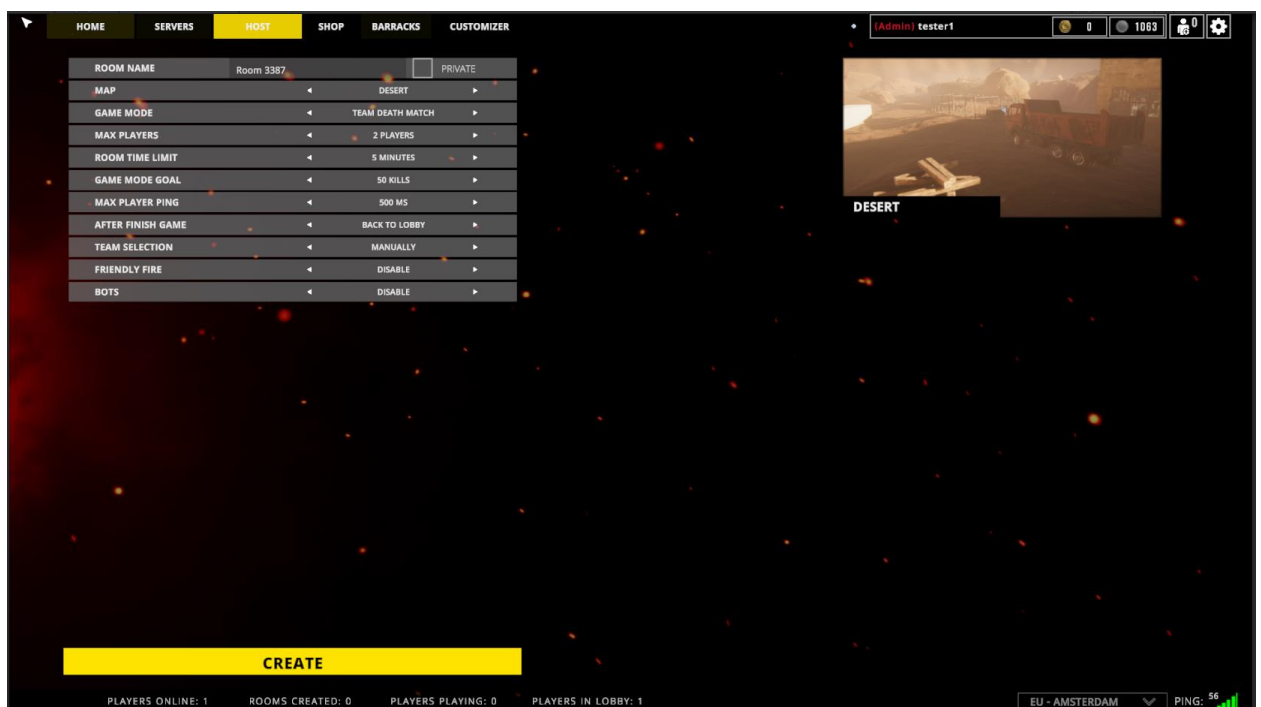 HOME SERVERS HOST SHOP BARRACKS CUSTOMIZER (Admin) tester1 0 1063 0
ROOM NAME Room 3387 PRIVATE
MAP DESERT
GAME MODE TEAM DEATH MATCH
MAX PLAYERS 2 PLAYERS
ROOM TIME LIMIT 5 MINUTES
GAME MODE GOAL 50 KILLS
MAX PLAYER PING 500 MS
AFTER FINISH GAME BACK TO LOBBY
TEAM SELECTION MANUALLY
FRIENDLY FIRE DISABLE
BOTS DISABLE
DESERT
CREATE
PLAYERS ONLINE: 1 ROOMS CREATED: 0 PLAYERS PLAYING: 0 PLAYERS IN LOBBY: 1 EU - AMSTERDAM PING: 56